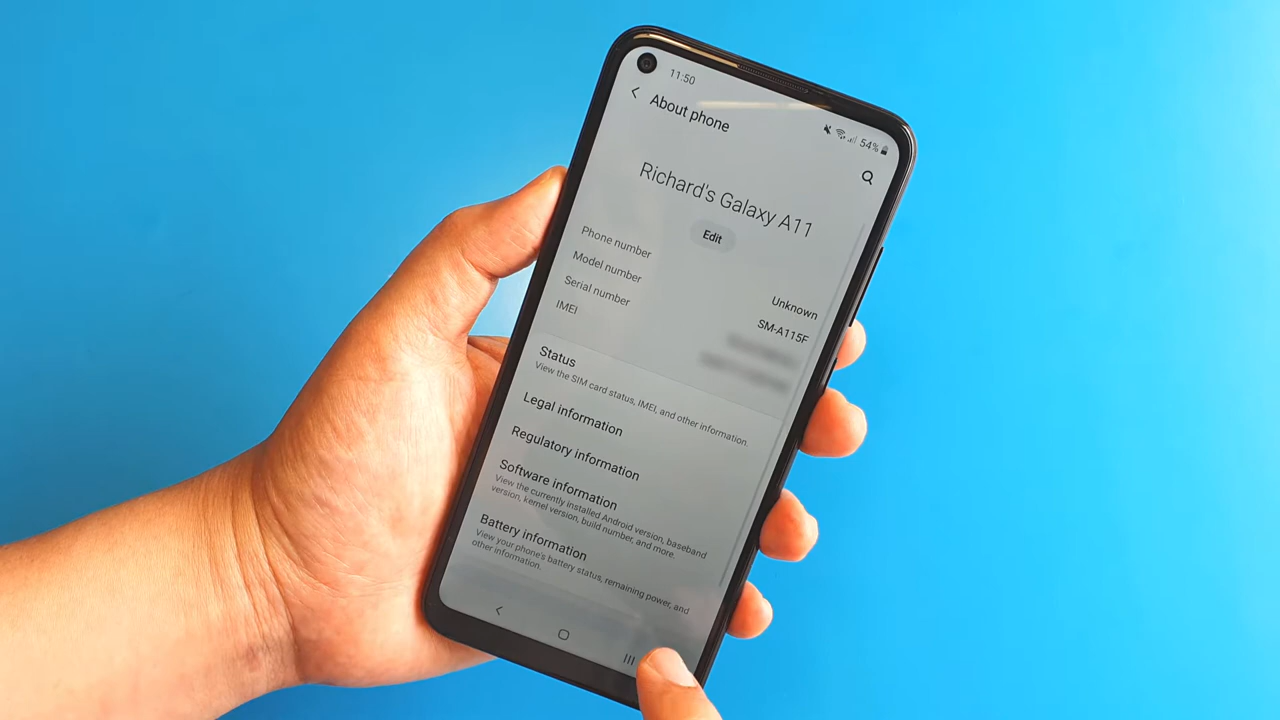 11:50
54%
About phone
Richard's Galaxy A11
Edit
Phone number
Unknown
Model number
SM-A115F
Serial number
IMEI
Status
View the SIM card status, IMEI, and other information.
Legal information
Regulatory information
Software information
View the currently installed Android version, baseband
version, kernel version, build number, and more.
Battery information
View your phone's battery status, remaining power, and
other information.